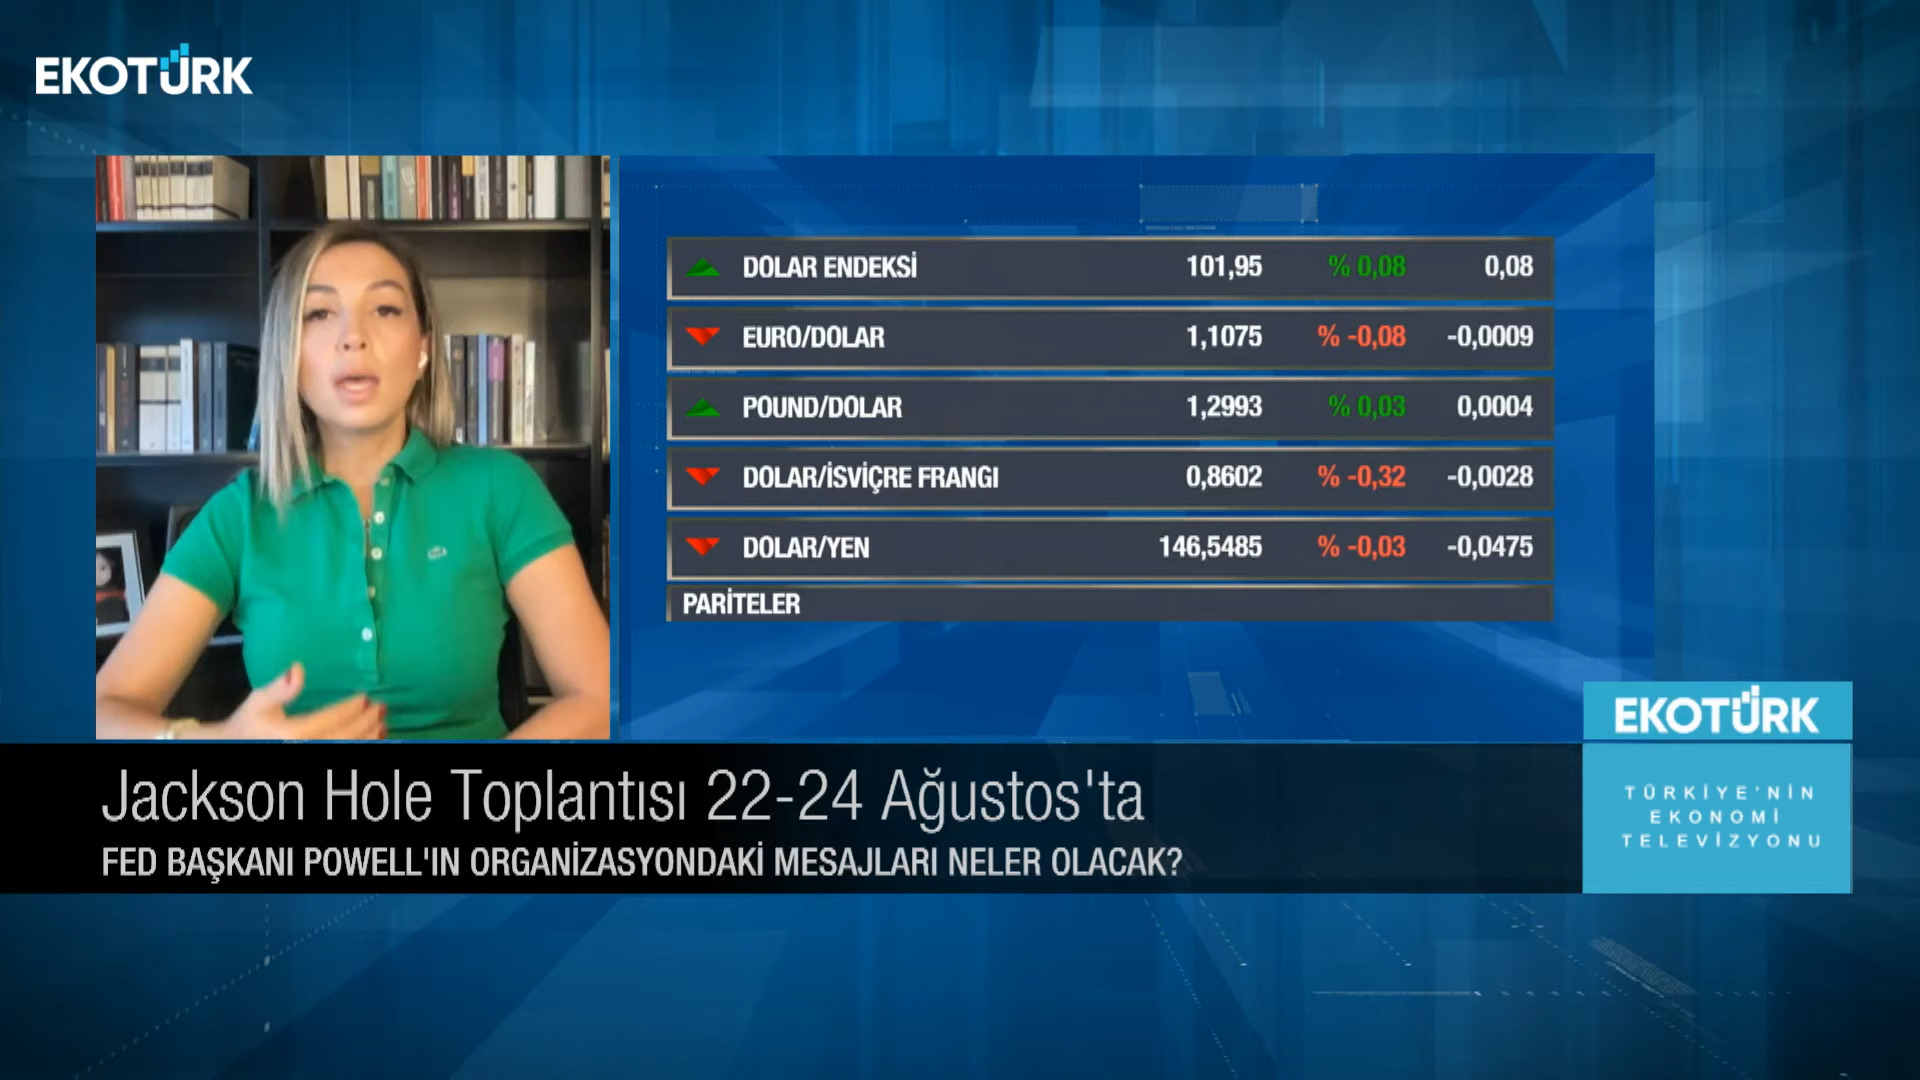 EKOTÜRK
DOLAR ENDEKSİ 101,95 % 0,08 0,08
EURO/DOLAR 1,1075 % -0,08 -0,0009
POUND/DOLAR 1,2993 % 0,03 0,0004
DOLAR/İSVİÇRE FRANGI 0,8602 % -0,32 -0,0028
DOLAR/YEN 146,5485 % -0,03 -0,0475
PARİTELER
EKOTÜRK
Jackson Hole Toplantısı 22-24 Ağustos'ta
FED BAŞKANI POWELL'IN ORGANİZASYONDAKİ MESAJLARI NELER OLACAK?
TÜRKİYE'NİN
EKONOMİ
TELEVİZYONU